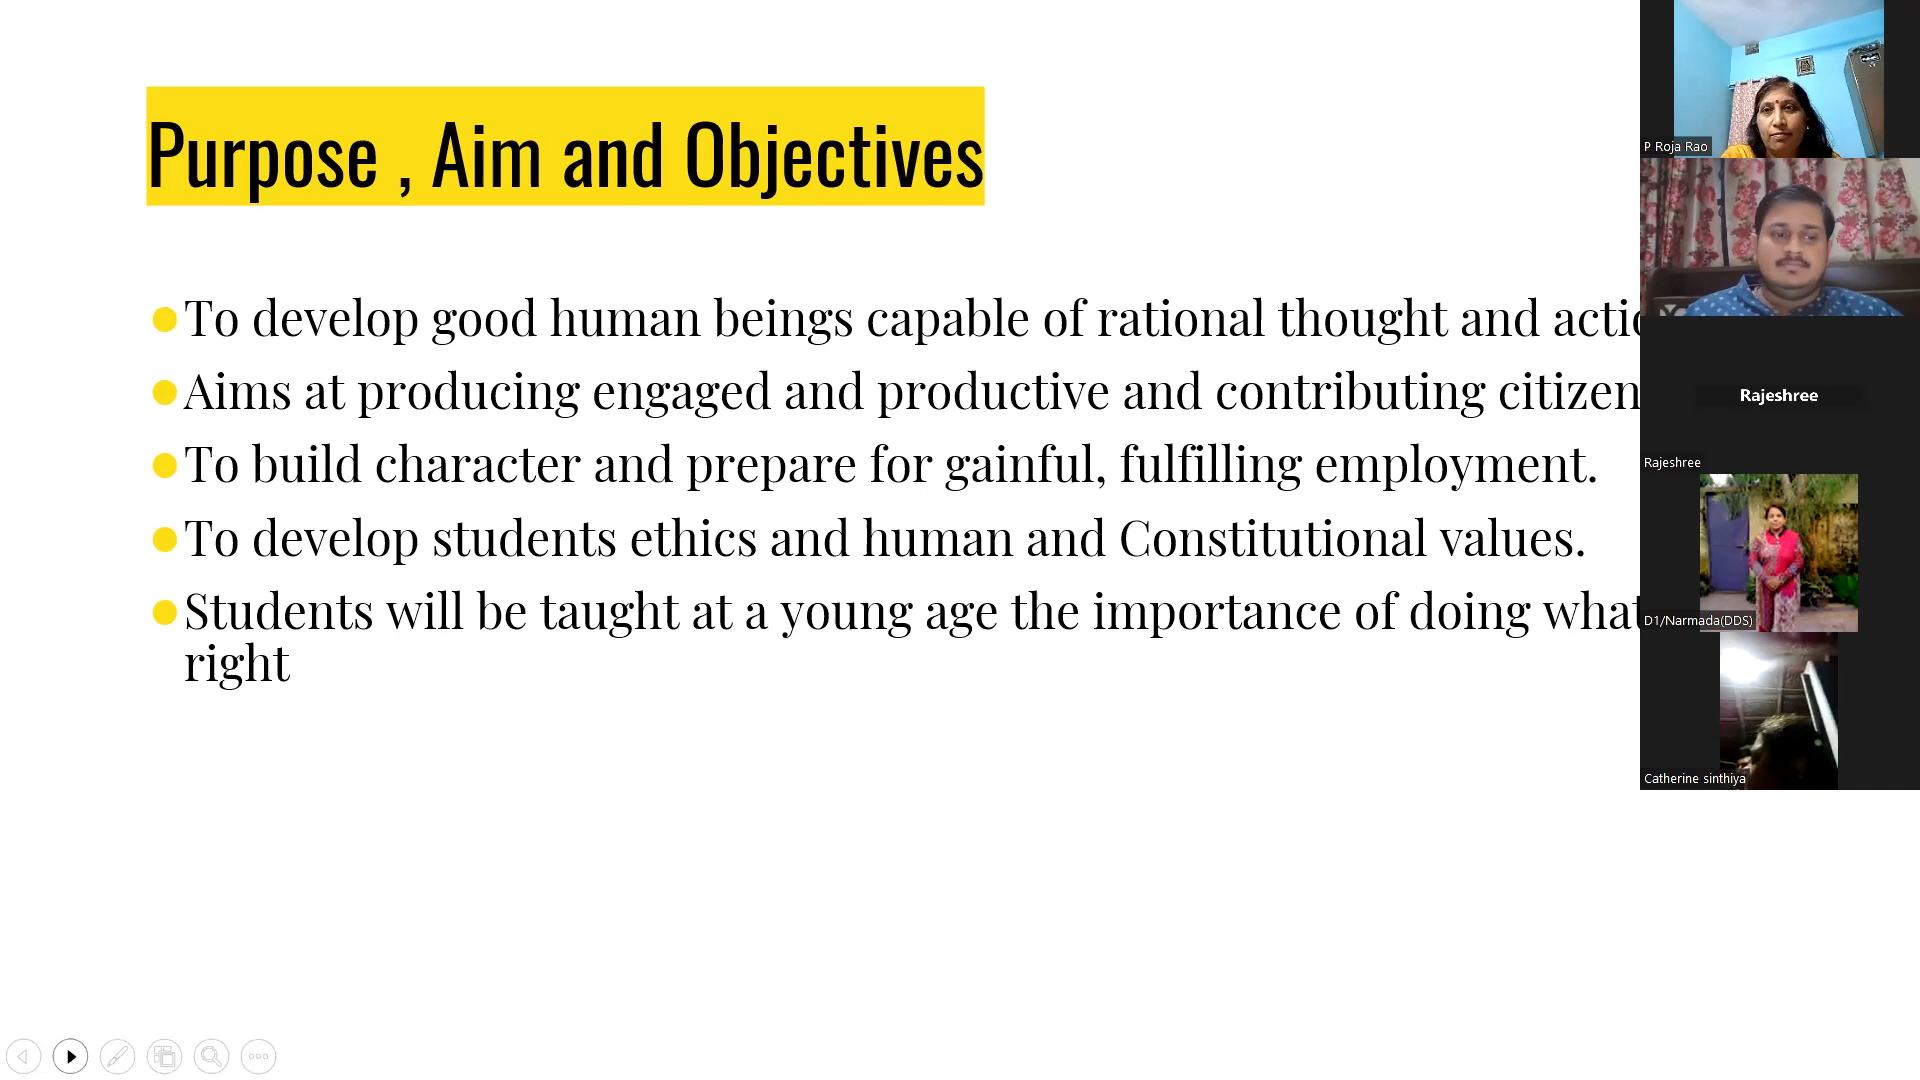 Purpose , Aim and Objectives
To develop good human beings capable of rational thought and
Aims at producing engaged and productive and contributing
To build character and prepare for gainful, fulfilling employment.
To develop students ethics and human and Constitutional values.
Students will be taught at a young age the importance of doing what
right
P Roja Rao
Rajeshree
Rajeshree
D1/Narmada(DDS)
Catherine sinthiya